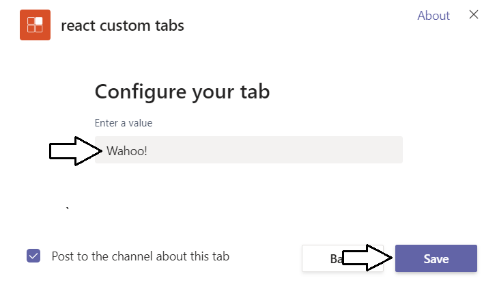 About
react custom tabs
Configure your tab
Enter a value
Wahoo!
Post to the channel about this tab
Save